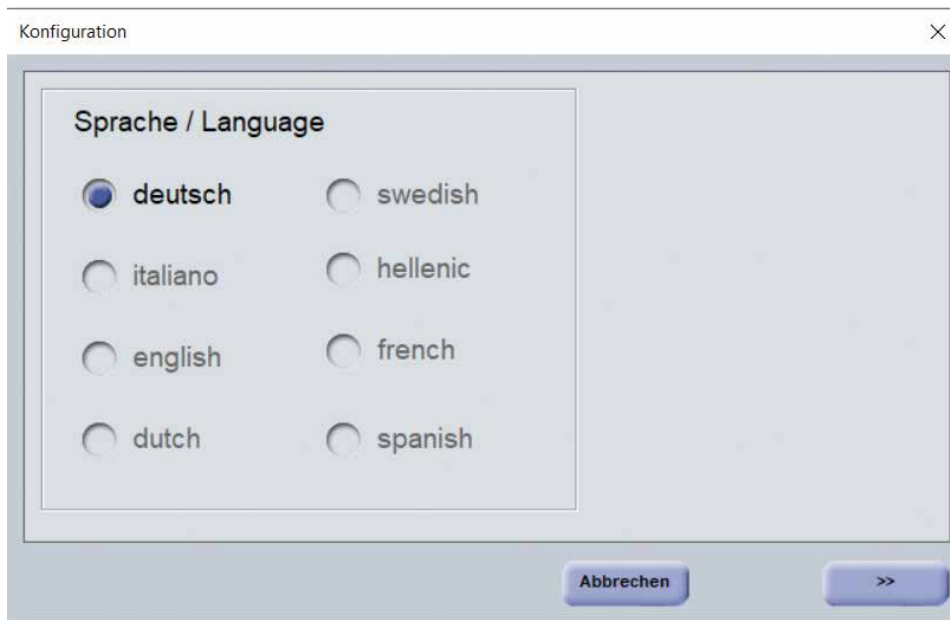 Konfiguration
Sprache / Language
deutsch
swedish
italiano
hellenic
english
french
dutch
spanish
Abbrechen
>>